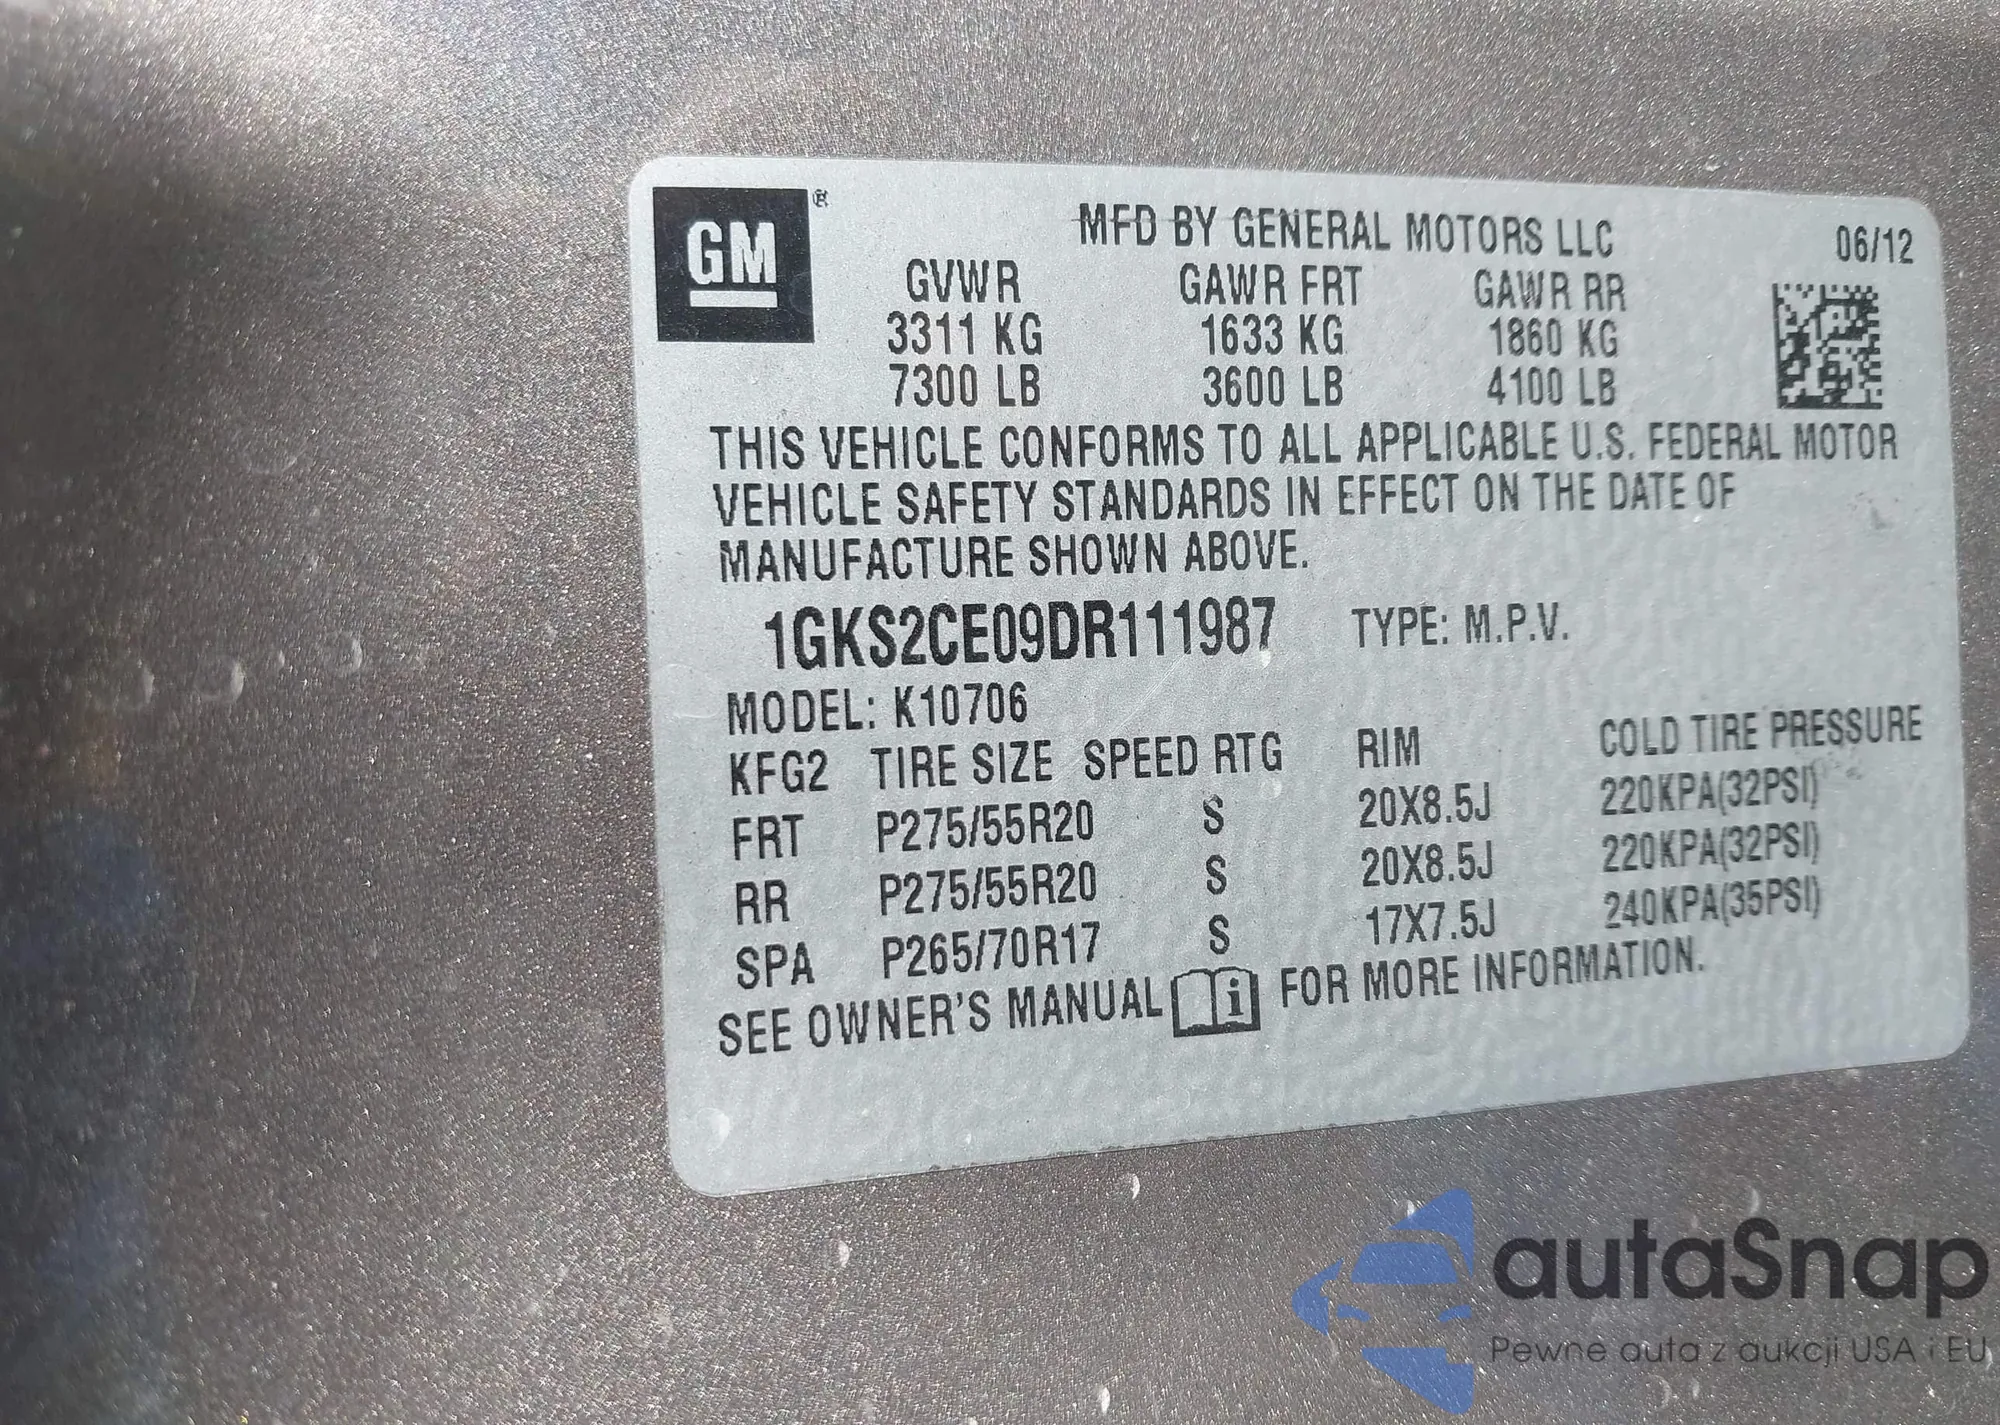 GM ®
MFD BY GENERAL MOTORS LLC 06/12
GVWR GAWR FRT GAWR RR
3311 KG 1633 KG 1860 KG
7300 LB 3600 LB 4100 LB
THIS VEHICLE CONFORMS TO ALL APPLICABLE U.S. FEDERAL MOTOR
VEHICLE SAFETY STANDARDS IN EFFECT ON THE DATE OF
MANUFACTURE SHOWN ABOVE.
1GKS2CE09DR111987 TYPE: M.P.V.
MODEL: K10706
KFG2 TIRE SIZE SPEED RTG RIM COLD TIRE PRESSURE
FRT P275/55R20 S 20X8.5J 220KPA(32PSI)
RR P275/55R20 S 20X8.5J 220KPA(32PSI)
SPA P265/70R17 S 17X7.5J 240KPA(35PSI)
SEE OWNER'S MANUAL i FOR MORE INFORMATION.
autaSnap
Pewne auta z aukcji USA i EU